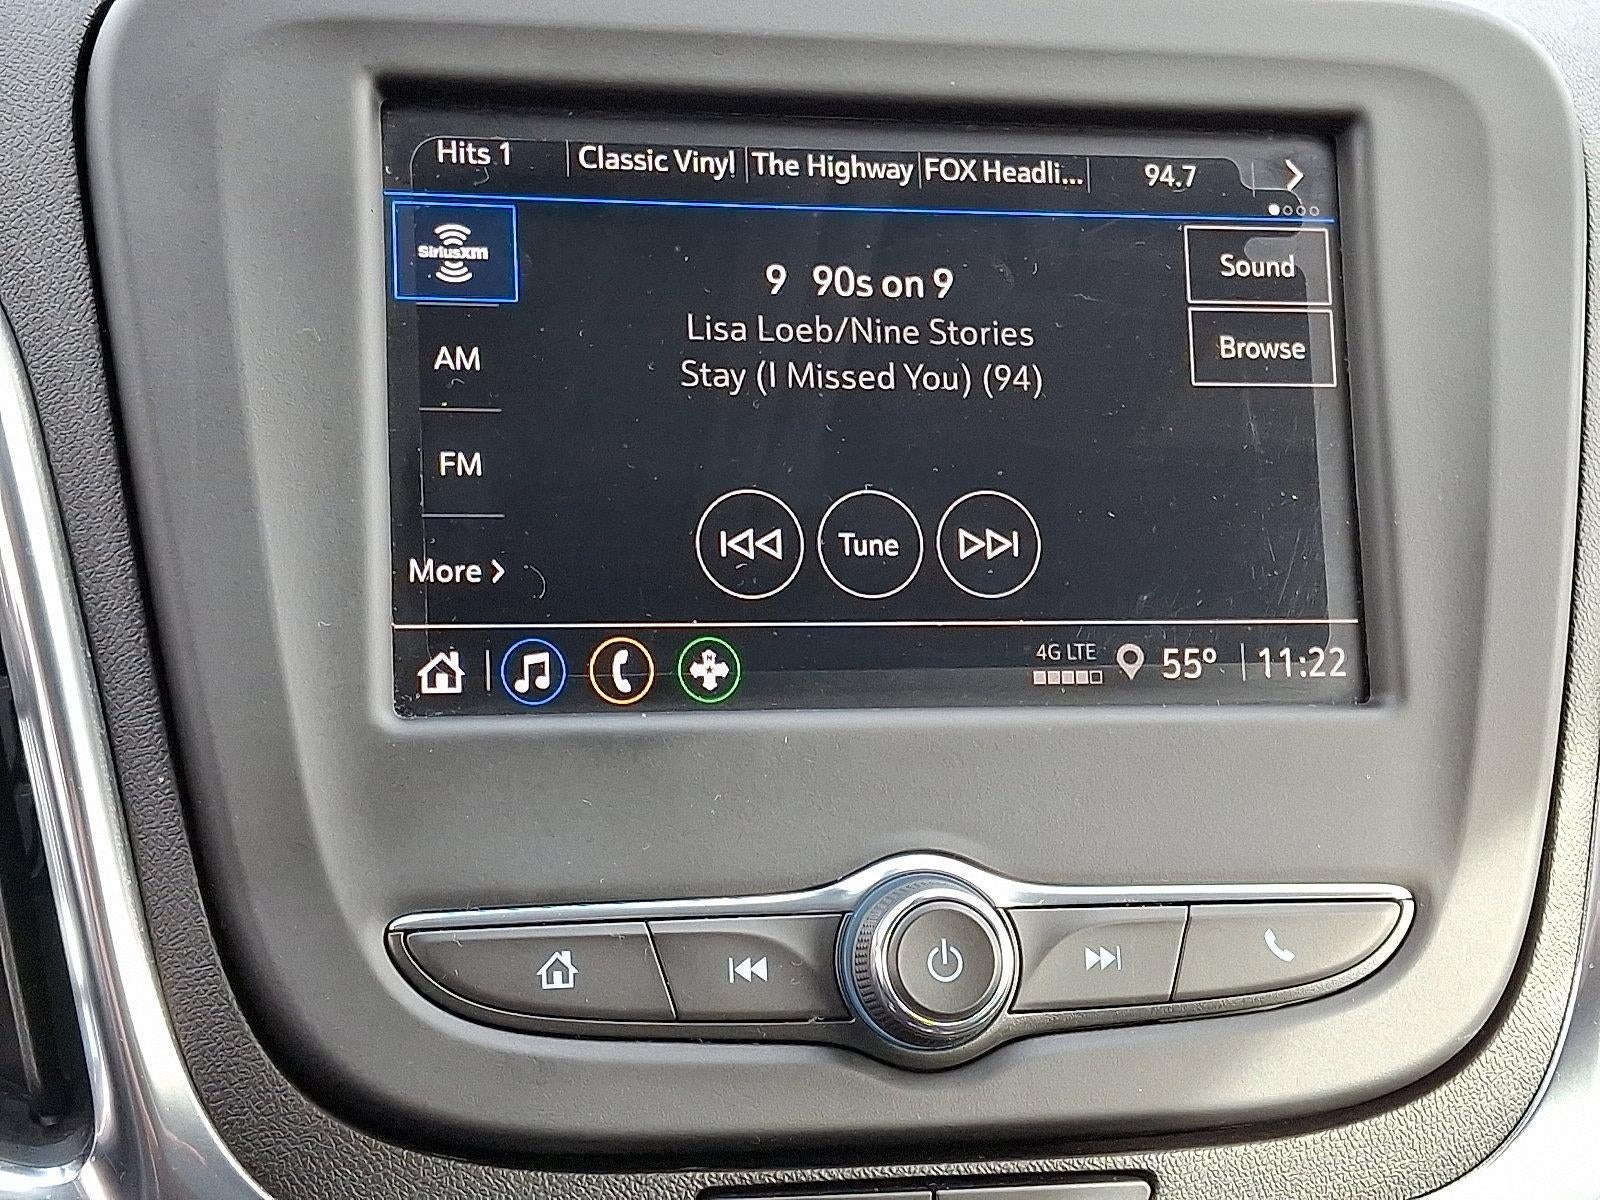 Hits 1 Classic Vinyl The Highway FOX Headli... 94.7
SiriusXM
Sound
9 90s on 9
Lisa Loeb/Nine Stories
Stay (I Missed You) (94)
Browse
AM
FM
Tune
More
N
4G LTE 55° 11:22